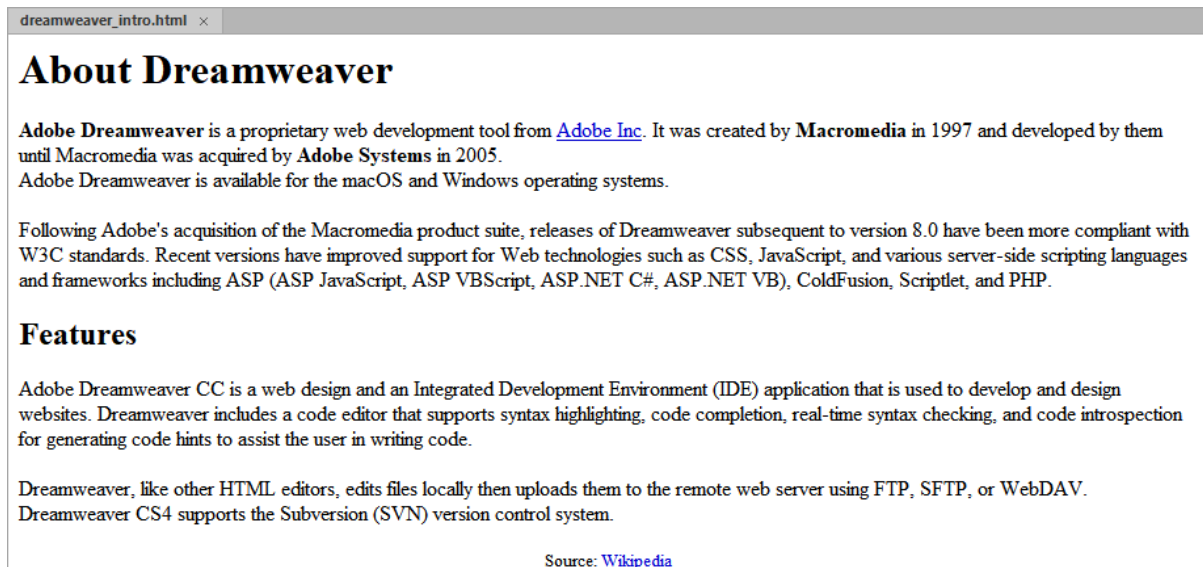 dreamweaver_intro.html ×
About Dreamweaver
Adobe Dreamweaver is a proprietary web development tool from Adobe Inc. It was created by Macromedia in 1997 and developed by them
until Macromedia was acquired by Adobe Systems in 2005.
Adobe Dreamweaver is available for the macOS and Windows operating systems.
Following Adobe's acquisition of the Macromedia product suite, releases of Dreamweaver subsequent to version 8.0 have been more compliant with
W3C standards. Recent versions have improved support for Web technologies such as CSS, JavaScript, and various server-side scripting languages
and frameworks including ASP (ASP JavaScript, ASP VBScript, ASP.NET C#, ASP.NET VB), ColdFusion, Scriptlet, and PHP.
Features
Adobe Dreamweaver CC is a web design and an Integrated Development Environment (IDE) application that is used to develop and design
websites. Dreamweaver includes a code editor that supports syntax highlighting, code completion, real-time syntax checking, and code introspection
for generating code hints to assist the user in writing code.
Dreamweaver, like other HTML editors, edits files locally then uploads them to the remote web server using FTP, SFTP, or WebDAV.
Dreamweaver CS4 supports the Subversion (SVN) version control system.
Source: Wikipedia